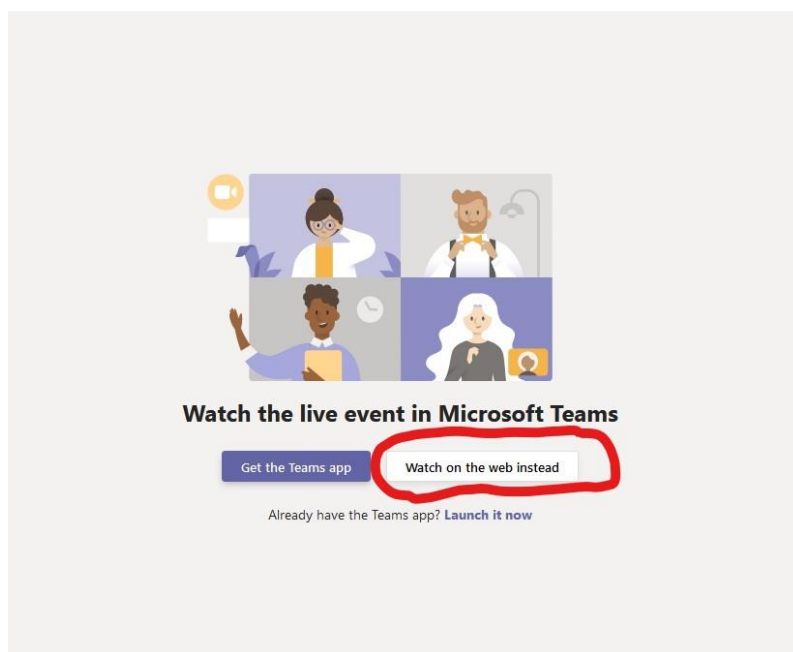 Watch the live event in Microsoft Teams
Get the Teams app
Watch on the web instead
Already have the Teams app? Launch it now